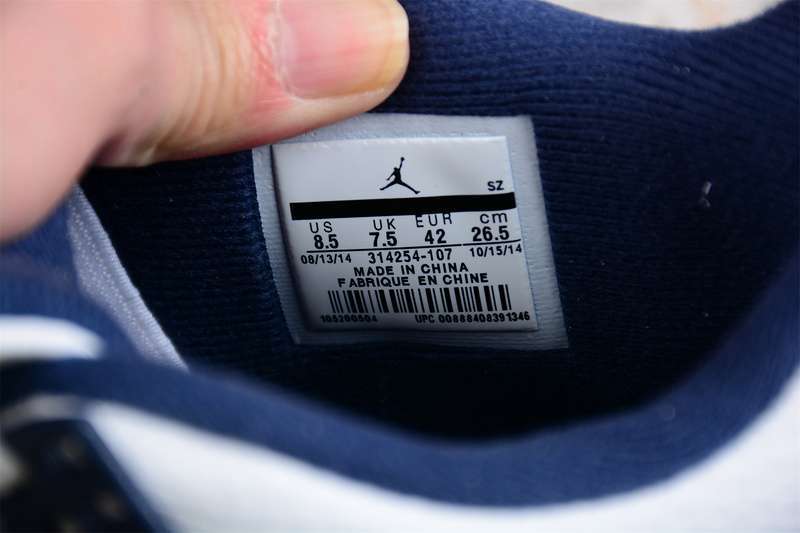 SZ
US UK EUR cm
8.5 7.5 42 26.5
08/13/14 314254-107 10/15/14
MADE IN CHINA
FABRIQUE EN CHINE
105290504 UPC 00888408391346